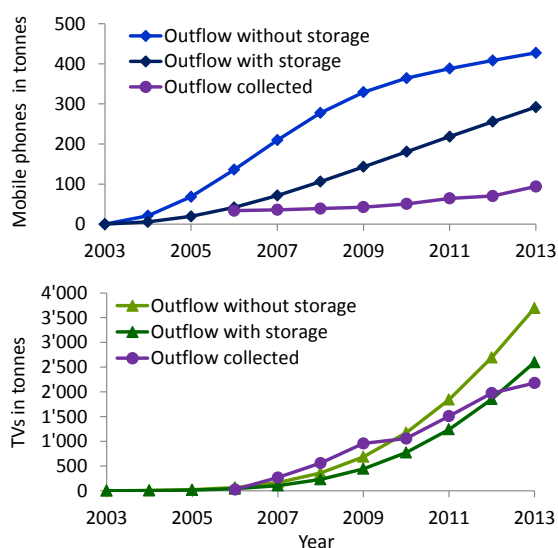 Mobile phones in tonnes
500
400
300
200
100
0
Outflow without storage
Outflow with storage
Outflow collected
2003 2005 2007 2009 2011 2013
TVs in tonnes
4'000
3'500
3'000
2'500
2'000
1'500
1'000
500
0
Outflow without storage
Outflow with storage
Outflow collected
2003 2005 2007 2009 2011 2013
Year